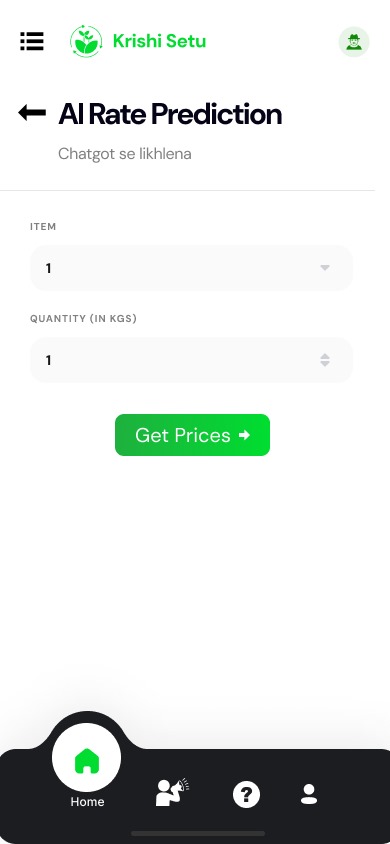 Krishi Setu
AI Rate Prediction
Chatgot se likhlena
ITEM
1
QUANTITY (IN KGS)
1
Get Prices
?
Home